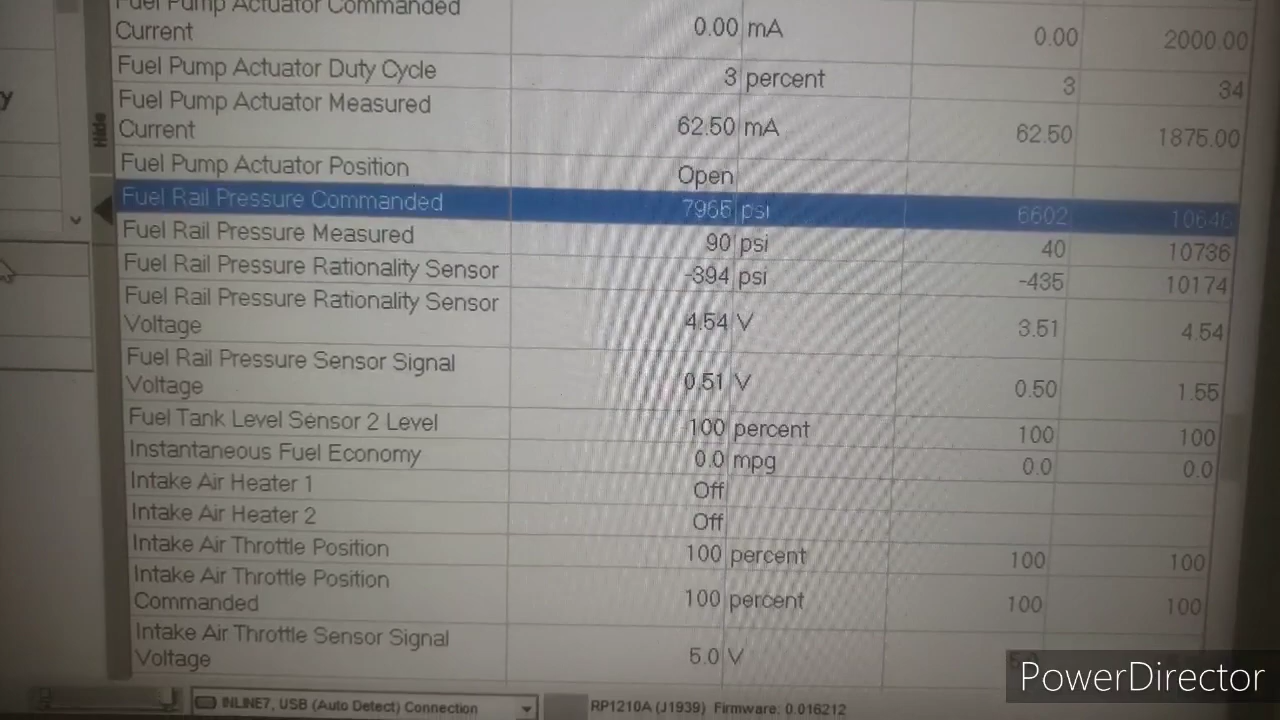 Fuel Pump Actuator Commanded
Current 0.00 mA 0.00 2000.00
Fuel Pump Actuator Duty Cycle 3 percent 3 34
Fuel Pump Actuator Measured
Current 62.50 mA 62.50 1875.00
Fuel Pump Actuator Position Open
Fuel Rail Pressure Commanded 7965 psi 6602 10646
Fuel Rail Pressure Measured 90 psi 40 10736
Fuel Rail Pressure Rationality Sensor -394 psi -435 10174
Fuel Rail Pressure Rationality Sensor
Voltage 4.54 V 3.51 4.54
Fuel Rail Pressure Sensor Signal
Voltage 0.51 V 0.50 1.55
Fuel Tank Level Sensor 2 Level 100 percent 100 100
Instantaneous Fuel Economy 0.0 mpg 0.0 0.0
Intake Air Heater 1 Off
Intake Air Heater 2 Off
Intake Air Throttle Position 100 percent 100 100
Intake Air Throttle Position
Commanded 100 percent 100 100
Intake Air Throttle Sensor Signal
Voltage 5.0 V
y
Hide
PowerDirector
INLINE7, USB (Auto Detect) Connection RP1210A (J1939) Firmware: 0.016212